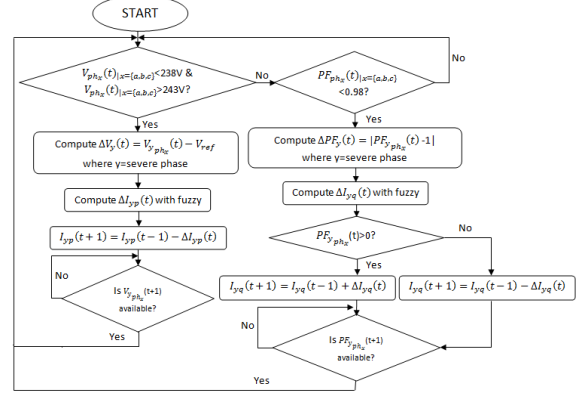 START
V_{ph_x}(t)_{|x={a,b,c}}<238V &
V_{ph_x}(t)_{|x={a,b,c}}>243V?
No
PF_{ph_x}(t)_{|x={a,b,c}}
<0.98?
No
Yes
Yes
Compute ΔV_y(t) = V_{y_{ph_x}}(t) − V_{ref}
where y=severe phase
Compute ΔPF_y(t) = |PF_{y_{ph_x}}(t) -1|
where y=severe phase
Compute ΔI_{yp}(t) with fuzzy
Compute ΔI_{yq}(t) with fuzzy
I_{yp}(t + 1) = I_{yp}(t − 1) − ΔI_{yp}(t)
PF_{y_{ph_x}}(t)>0?
No
Yes
No
Is V_{y_{ph_x}}(t+1)
available?
I_{yq}(t + 1) = I_{yq}(t − 1) + ΔI_{yq}(t)
I_{yq}(t + 1) = I_{yq}(t − 1) − ΔI_{yq}(t)
No
Is PF_{y_{ph_x}}(t+1)
available?
Yes
Yes